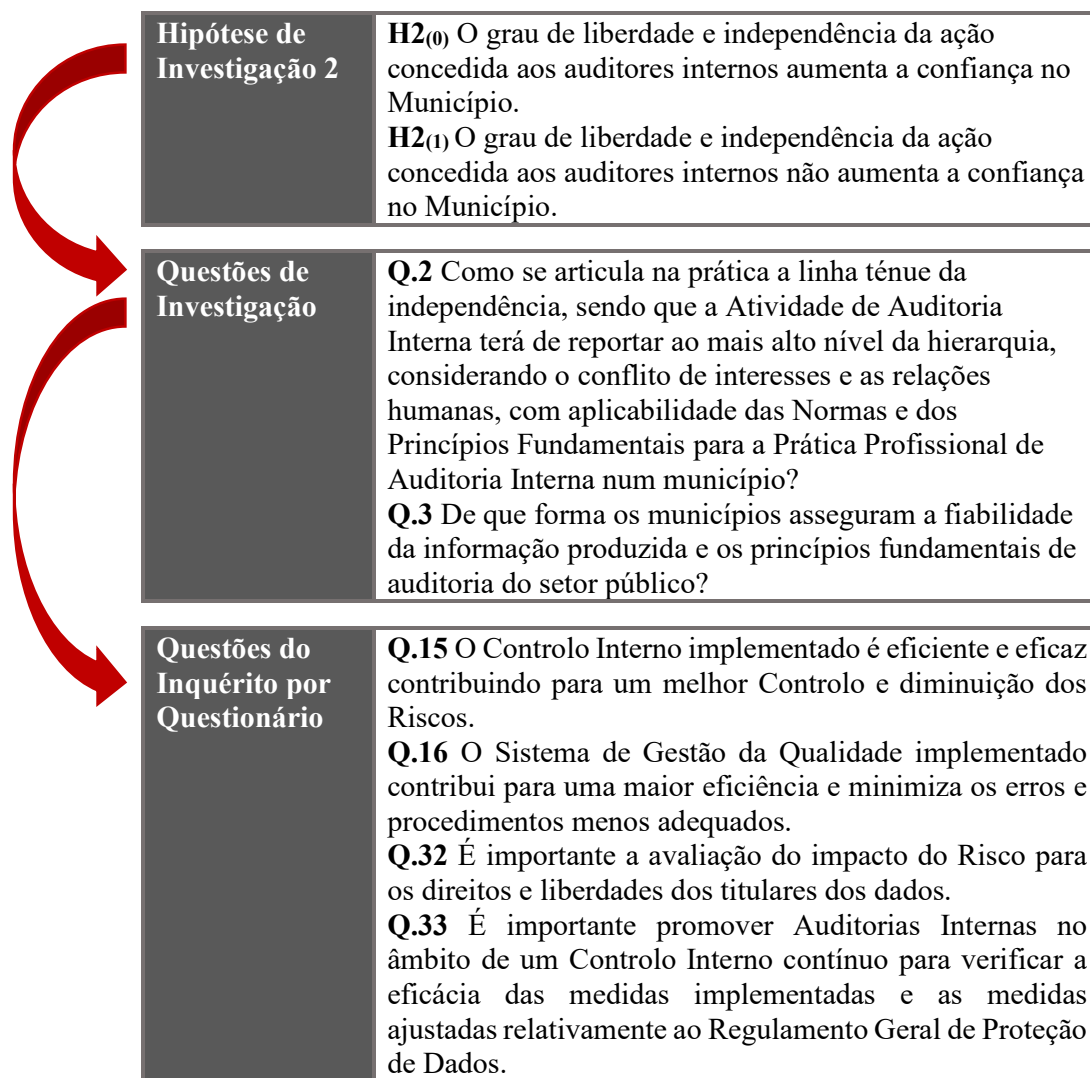 Hipótese de
Investigação 2
H2(0) O grau de liberdade e independência da ação
concedida aos auditores internos aumenta a confiança no
Município.
H2(1) O grau de liberdade e independência da ação
concedida aos auditores internos não aumenta a confiança
no Município.
Questões de
Investigação
Q.2 Como se articula na prática a linha ténue da
independência, sendo que a Atividade de Auditoria
Interna terá de reportar ao mais alto nível da hierarquia,
considerando o conflito de interesses e as relações
humanas, com aplicabilidade das Normas e dos
Princípios Fundamentais para a Prática Profissional de
Auditoria Interna num município?
Q.3 De que forma os municípios asseguram a fiabilidade
da informação produzida e os princípios fundamentais de
auditoria do setor público?
Questões do
Inquérito por
Questionário
Q.15 O Controlo Interno implementado é eficiente e eficaz
contribuindo para um melhor Controlo e diminuição dos
Riscos.
Q.16 O Sistema de Gestão da Qualidade implementado
contribui para uma maior eficiência e minimiza os erros e
procedimentos menos adequados.
Q.32 É importante a avaliação do impacto do Risco para
os direitos e liberdades dos titulares dos dados.
Q.33 É importante promover Auditorias Internas no
âmbito de um Controlo Interno contínuo para verificar a
eficácia das medidas implementadas e as medidas
ajustadas relativamente ao Regulamento Geral de Proteção
de Dados.